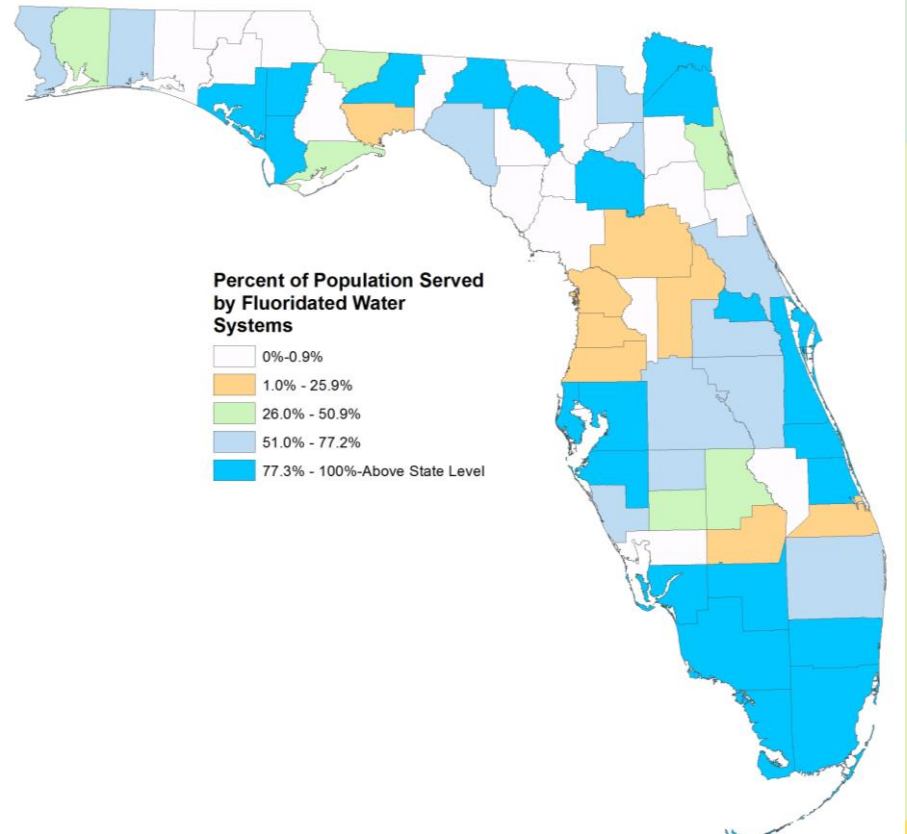 Percent of Population Served
by Fluoridated Water
Systems
0%-0.9%
1.0% - 25.9%
26.0% - 50.9%
51.0% - 77.2%
77.3% - 100%-Above State Level